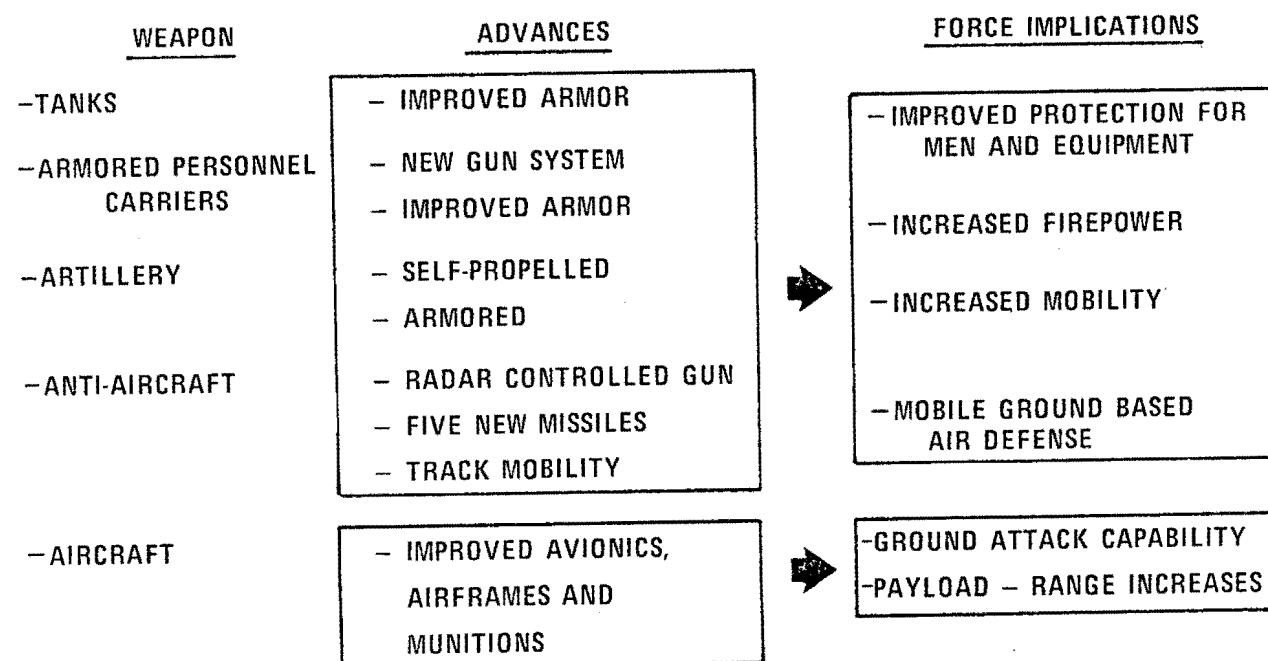 WEAPON
ADVANCES
FORCE IMPLICATIONS
–TANKS
– IMPROVED ARMOR
–ARMORED PERSONNEL
CARRIERS
– NEW GUN SYSTEM
– IMPROVED ARMOR
–ARTILLERY
– SELF-PROPELLED
– ARMORED
–ANTI-AIRCRAFT
– RADAR CONTROLLED GUN
– FIVE NEW MISSILES
– TRACK MOBILITY
– IMPROVED PROTECTION FOR
MEN AND EQUIPMENT
– INCREASED FIREPOWER
– INCREASED MOBILITY
– MOBILE GROUND BASED
AIR DEFENSE
–AIRCRAFT
– IMPROVED AVIONICS,
AIRFRAMES AND
MUNITIONS
-GROUND ATTACK CAPABILITY
-PAYLOAD – RANGE INCREASES